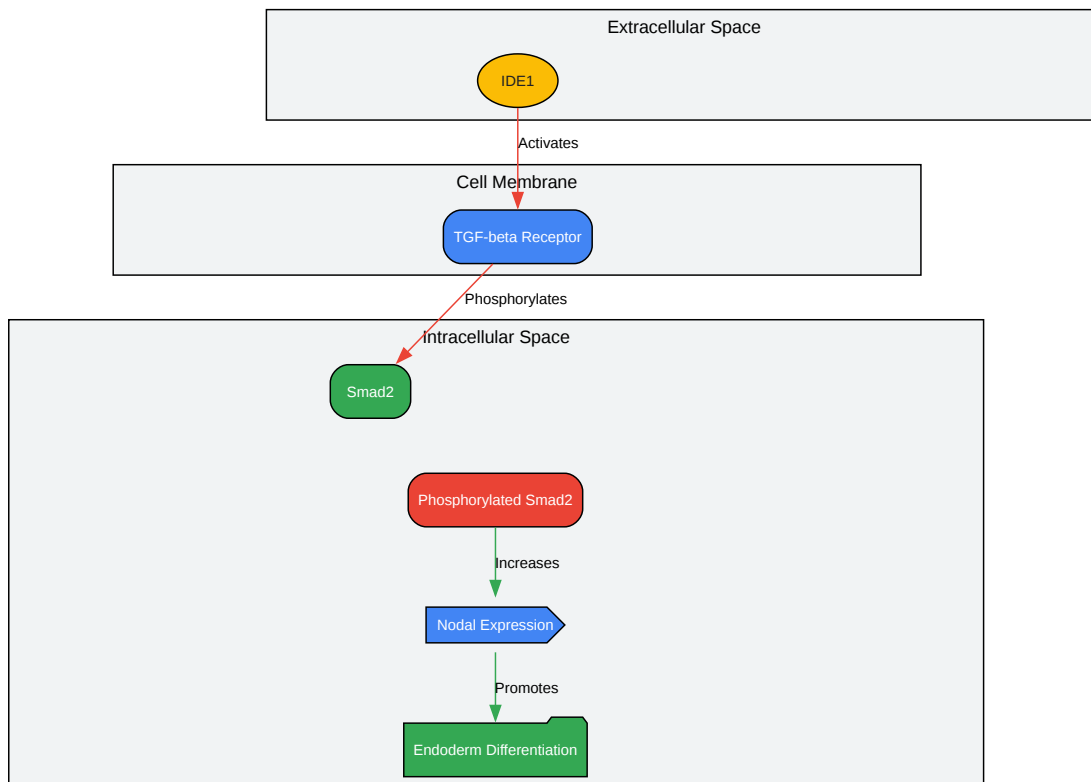 Extracellular Space
IDE1
Activates
Cell Membrane
TGF-beta Receptor
Phosphorylates
Intracellular Space
Smad2
Phosphorylated Smad2
Increases
Nodal Expression
Promotes
Endoderm Differentiation